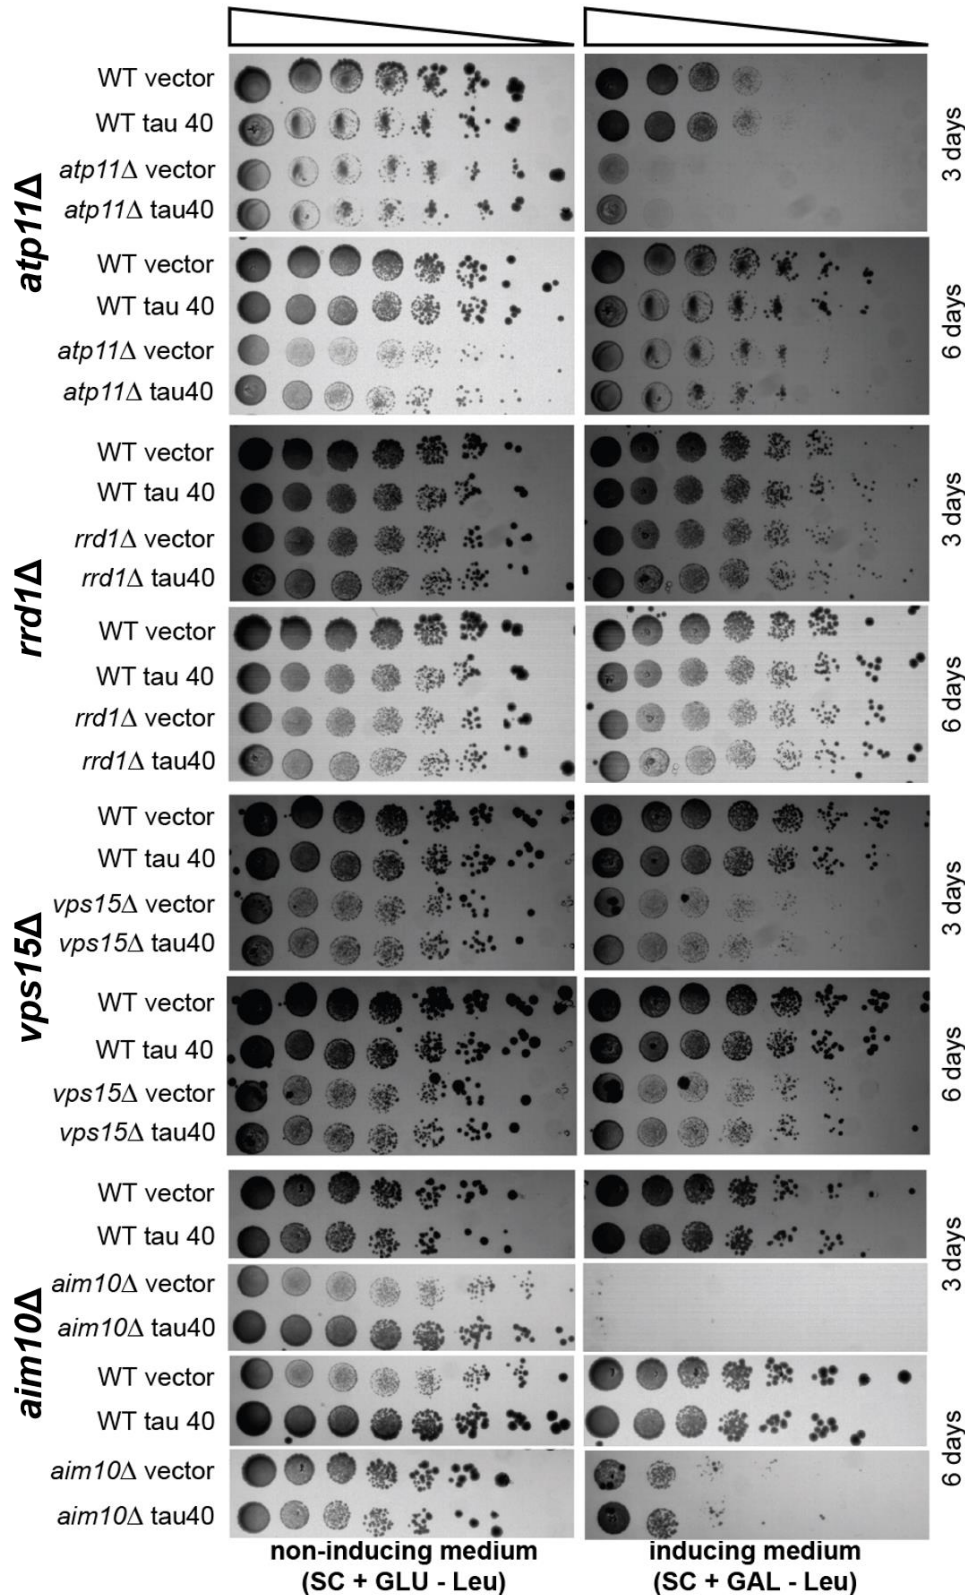 atp11Δ
WT vector
WT tau 40
atp11Δ vector
atp11Δ tau40
3 days
WT vector
WT tau 40
atp11Δ vector
atp11Δ tau40
6 days
rrd1Δ
WT vector
WT tau 40
rrd1Δ vector
rrd1Δ tau40
3 days
WT vector
WT tau 40
rrd1Δ vector
rrd1Δ tau40
6 days
vps15Δ
WT vector
WT tau 40
vps15Δ vector
vps15Δ tau40
3 days
WT vector
WT tau 40
vps15Δ vector
vps15Δ tau40
6 days
aim10Δ
WT vector
WT tau 40
aim10Δ vector
aim10Δ tau40
3 days
WT vector
WT tau 40
aim10Δ vector
aim10Δ tau40
6 days
non-inducing medium
(SC + GLU - Leu)
inducing medium
(SC + GAL - Leu)